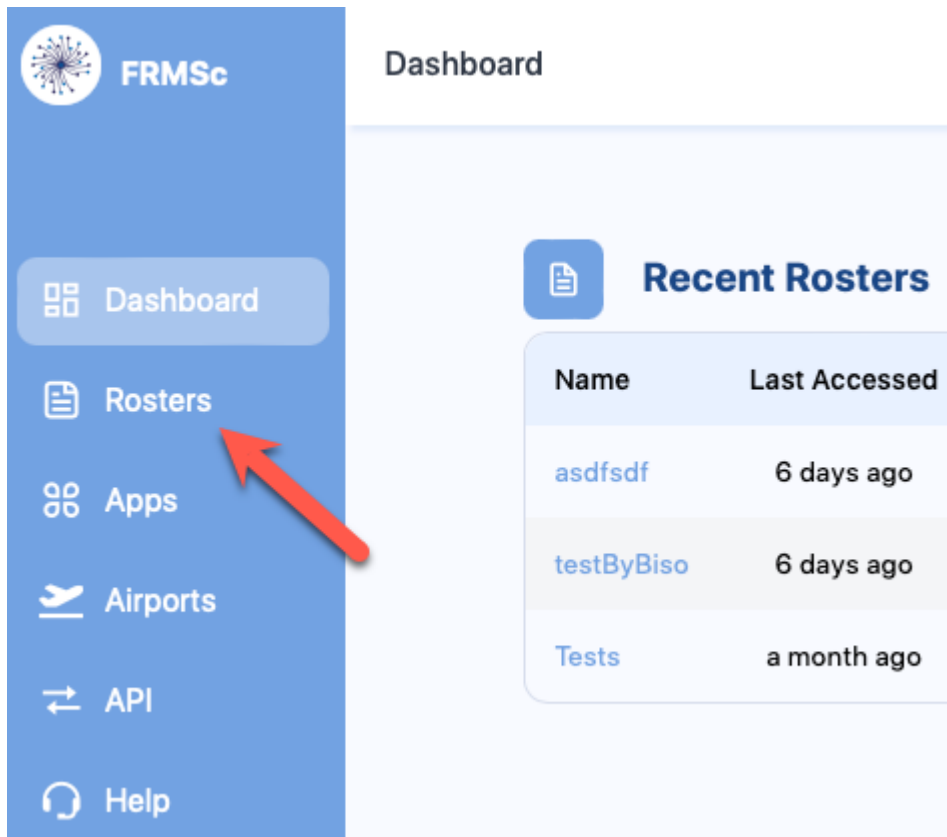 FRMSc
Dashboard
Dashboard
Rosters
Apps
Airports
API
Help
Recent Rosters
Name Last Accessed
asdfsdf 6 days ago
testByBiso 6 days ago
Tests a month ago